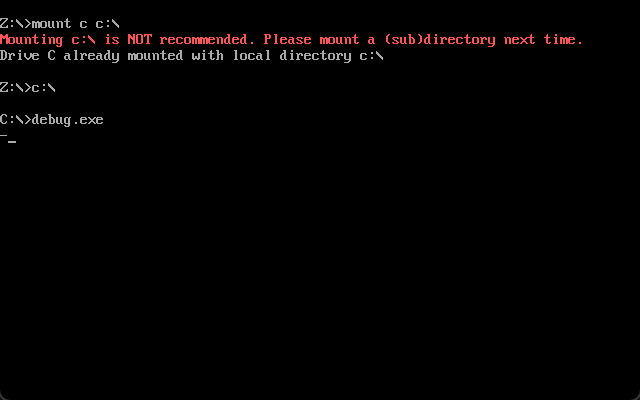 Z:\>mount c c:\
Mounting c:\ is NOT recommended. Please mount a (sub)directory next time.
Drive C already mounted with local directory c:\
Z:\>c:\
C:\>debug.exe
-_